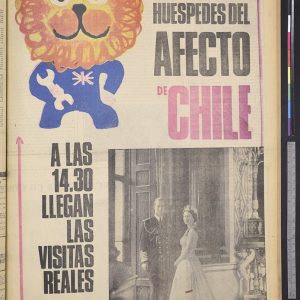 HUESPEDES DEL
AFECTO
DE CHILE
A LAS
14.30
LLEGAN
LAS
VISITAS
REALES